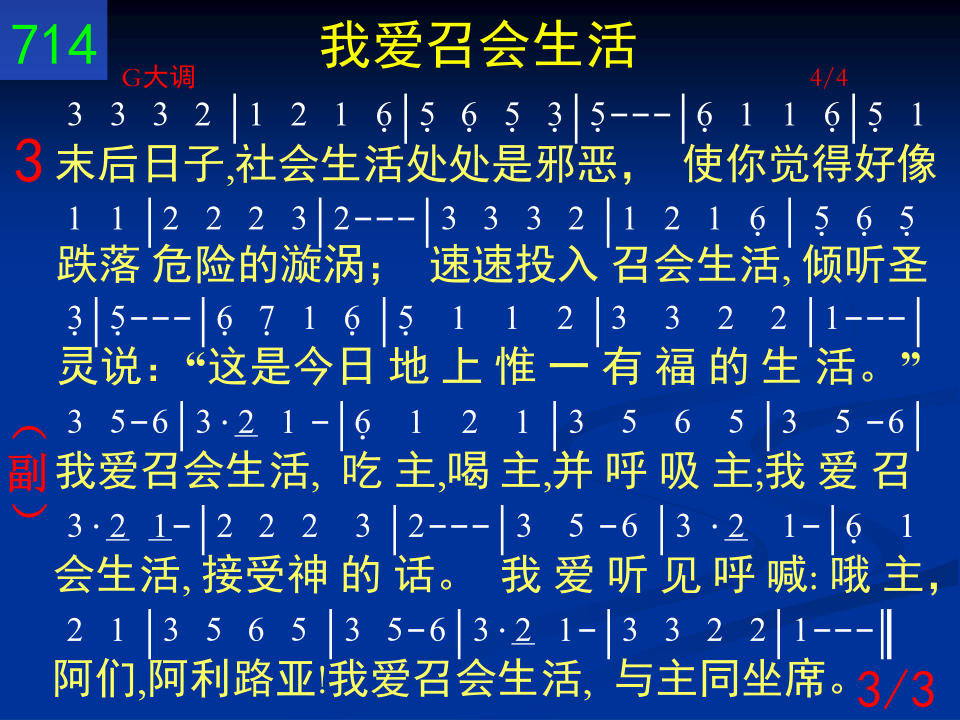 714
我爱召会生活
G大调 4/4
3 3 3 2|1 2 1 6̣|5̣ 6̣ 5̣ 3̣|5̣---|6̣ 1 1 6̣|5̣ 1
3 末后日子,社会生活处处是邪恶， 使你觉得好像
1 1|2 2 2 3|2---|3 3 3 2|1 2 1 6̣|5̣ 6̣ 5̣
跌落 危险的漩涡； 速速投入 召会生活, 倾听圣
3̣|5̣---|6̣ 7̣ 1 6̣|5̣ 1 1 2|3 3 2 2|1---|
灵说：“这是今日 地 上 惟 一 有 福 的 生 活。”
3 5-6|3·2̲ 1 -|6̣ 1 2 1|3 5 6 5|3 5 -6|
（副） 我爱召会生活, 吃 主,喝 主,并 呼 吸 主;我 爱 召
3·2̲ 1̲-|2 2 2 3|2---|3 5 -6|3 ·2̲ 1-|6̣ 1
会生活, 接受神 的 话。 我 爱 听 见 呼 喊: 哦 主，
2 1|3 5 6 5|3 5-6|3·2̲ 1-|3 3 2 2|1---‖
阿们,阿利路亚!我爱召会生活, 与主同坐席。
3/3